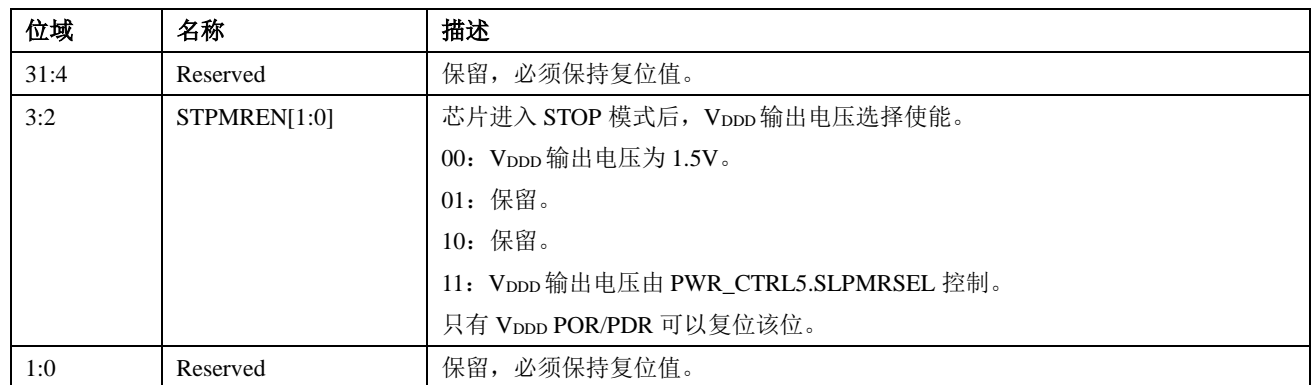 位域 名称 描述
31:4 Reserved 保留，必须保持复位值。
3:2 STPMREN[1:0] 芯片进入 STOP 模式后，VDDD 输出电压选择使能。
00：VDDD 输出电压为 1.5V。
01：保留。
10：保留。
11：VDDD 输出电压由 PWR_CTRL5.SLPMRSEL 控制。
只有 VDDD POR/PDR 可以复位该位。
1:0 Reserved 保留，必须保持复位值。